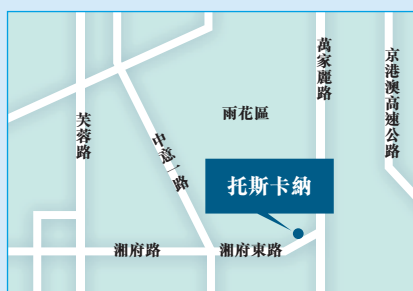 萬家麗路
京港澳高速公路
芙蓉路
中意一路
雨花區
托斯卡納
湘府路
湘府東路